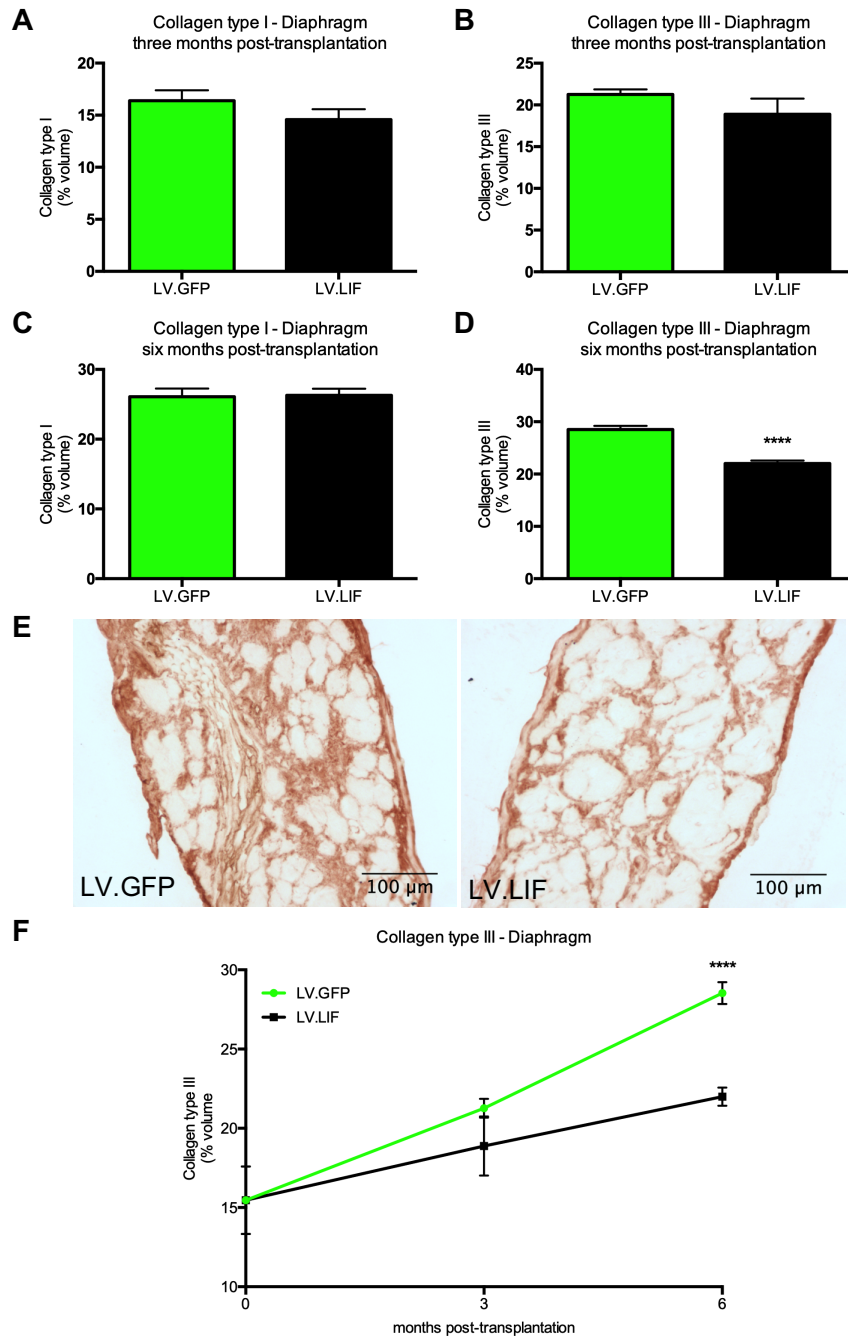 A
Collagen type I - Diaphragm
three months post-transplantation
20
15
10
5
0
Collagen type I
(% volume)
LV.GFP
LV.LIF
B
Collagen type III - Diaphragm
three months post-transplantation
25
20
15
10
5
0
Collagen type III
(% volume)
LV.GFP
LV.LIF
C
Collagen type I - Diaphragm
six months post-transplantation
30
20
10
0
Collagen type I
(% volume)
LV.GFP
LV.LIF
D
Collagen type III - Diaphragm
six months post-transplantation
40
30
20
10
0
Collagen type III
(% volume)
****
LV.GFP
LV.LIF
E
LV.GFP
100 µm
LV.LIF
100 µm
F
Collagen type III - Diaphragm
30
25
20
15
10
Collagen type III
(% volume
LV.GFP
LV.LIF
****
0
3
6
months post-transplantation